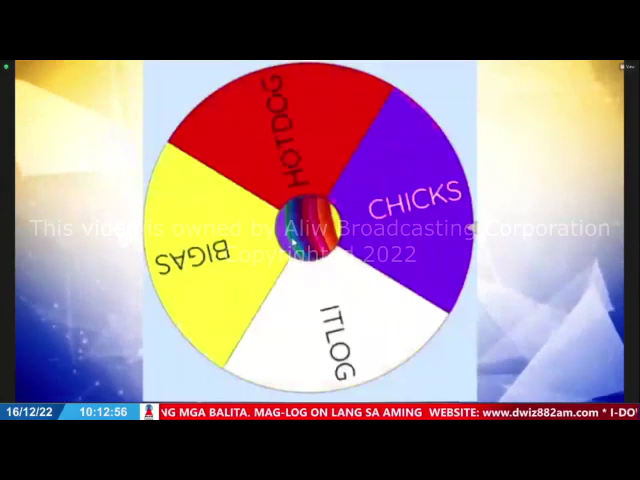 HOTDOG
CHICKS
This video is owned by Aliw Broadcasting Corporation
Copyrighted 2022
BIGAS
ITLOG
16/12/22 10:12:56 NG MGA BALITA. MAG-LOG ON LANG SA AMING WEBSITE: www.dwiz882am.com * I-DO